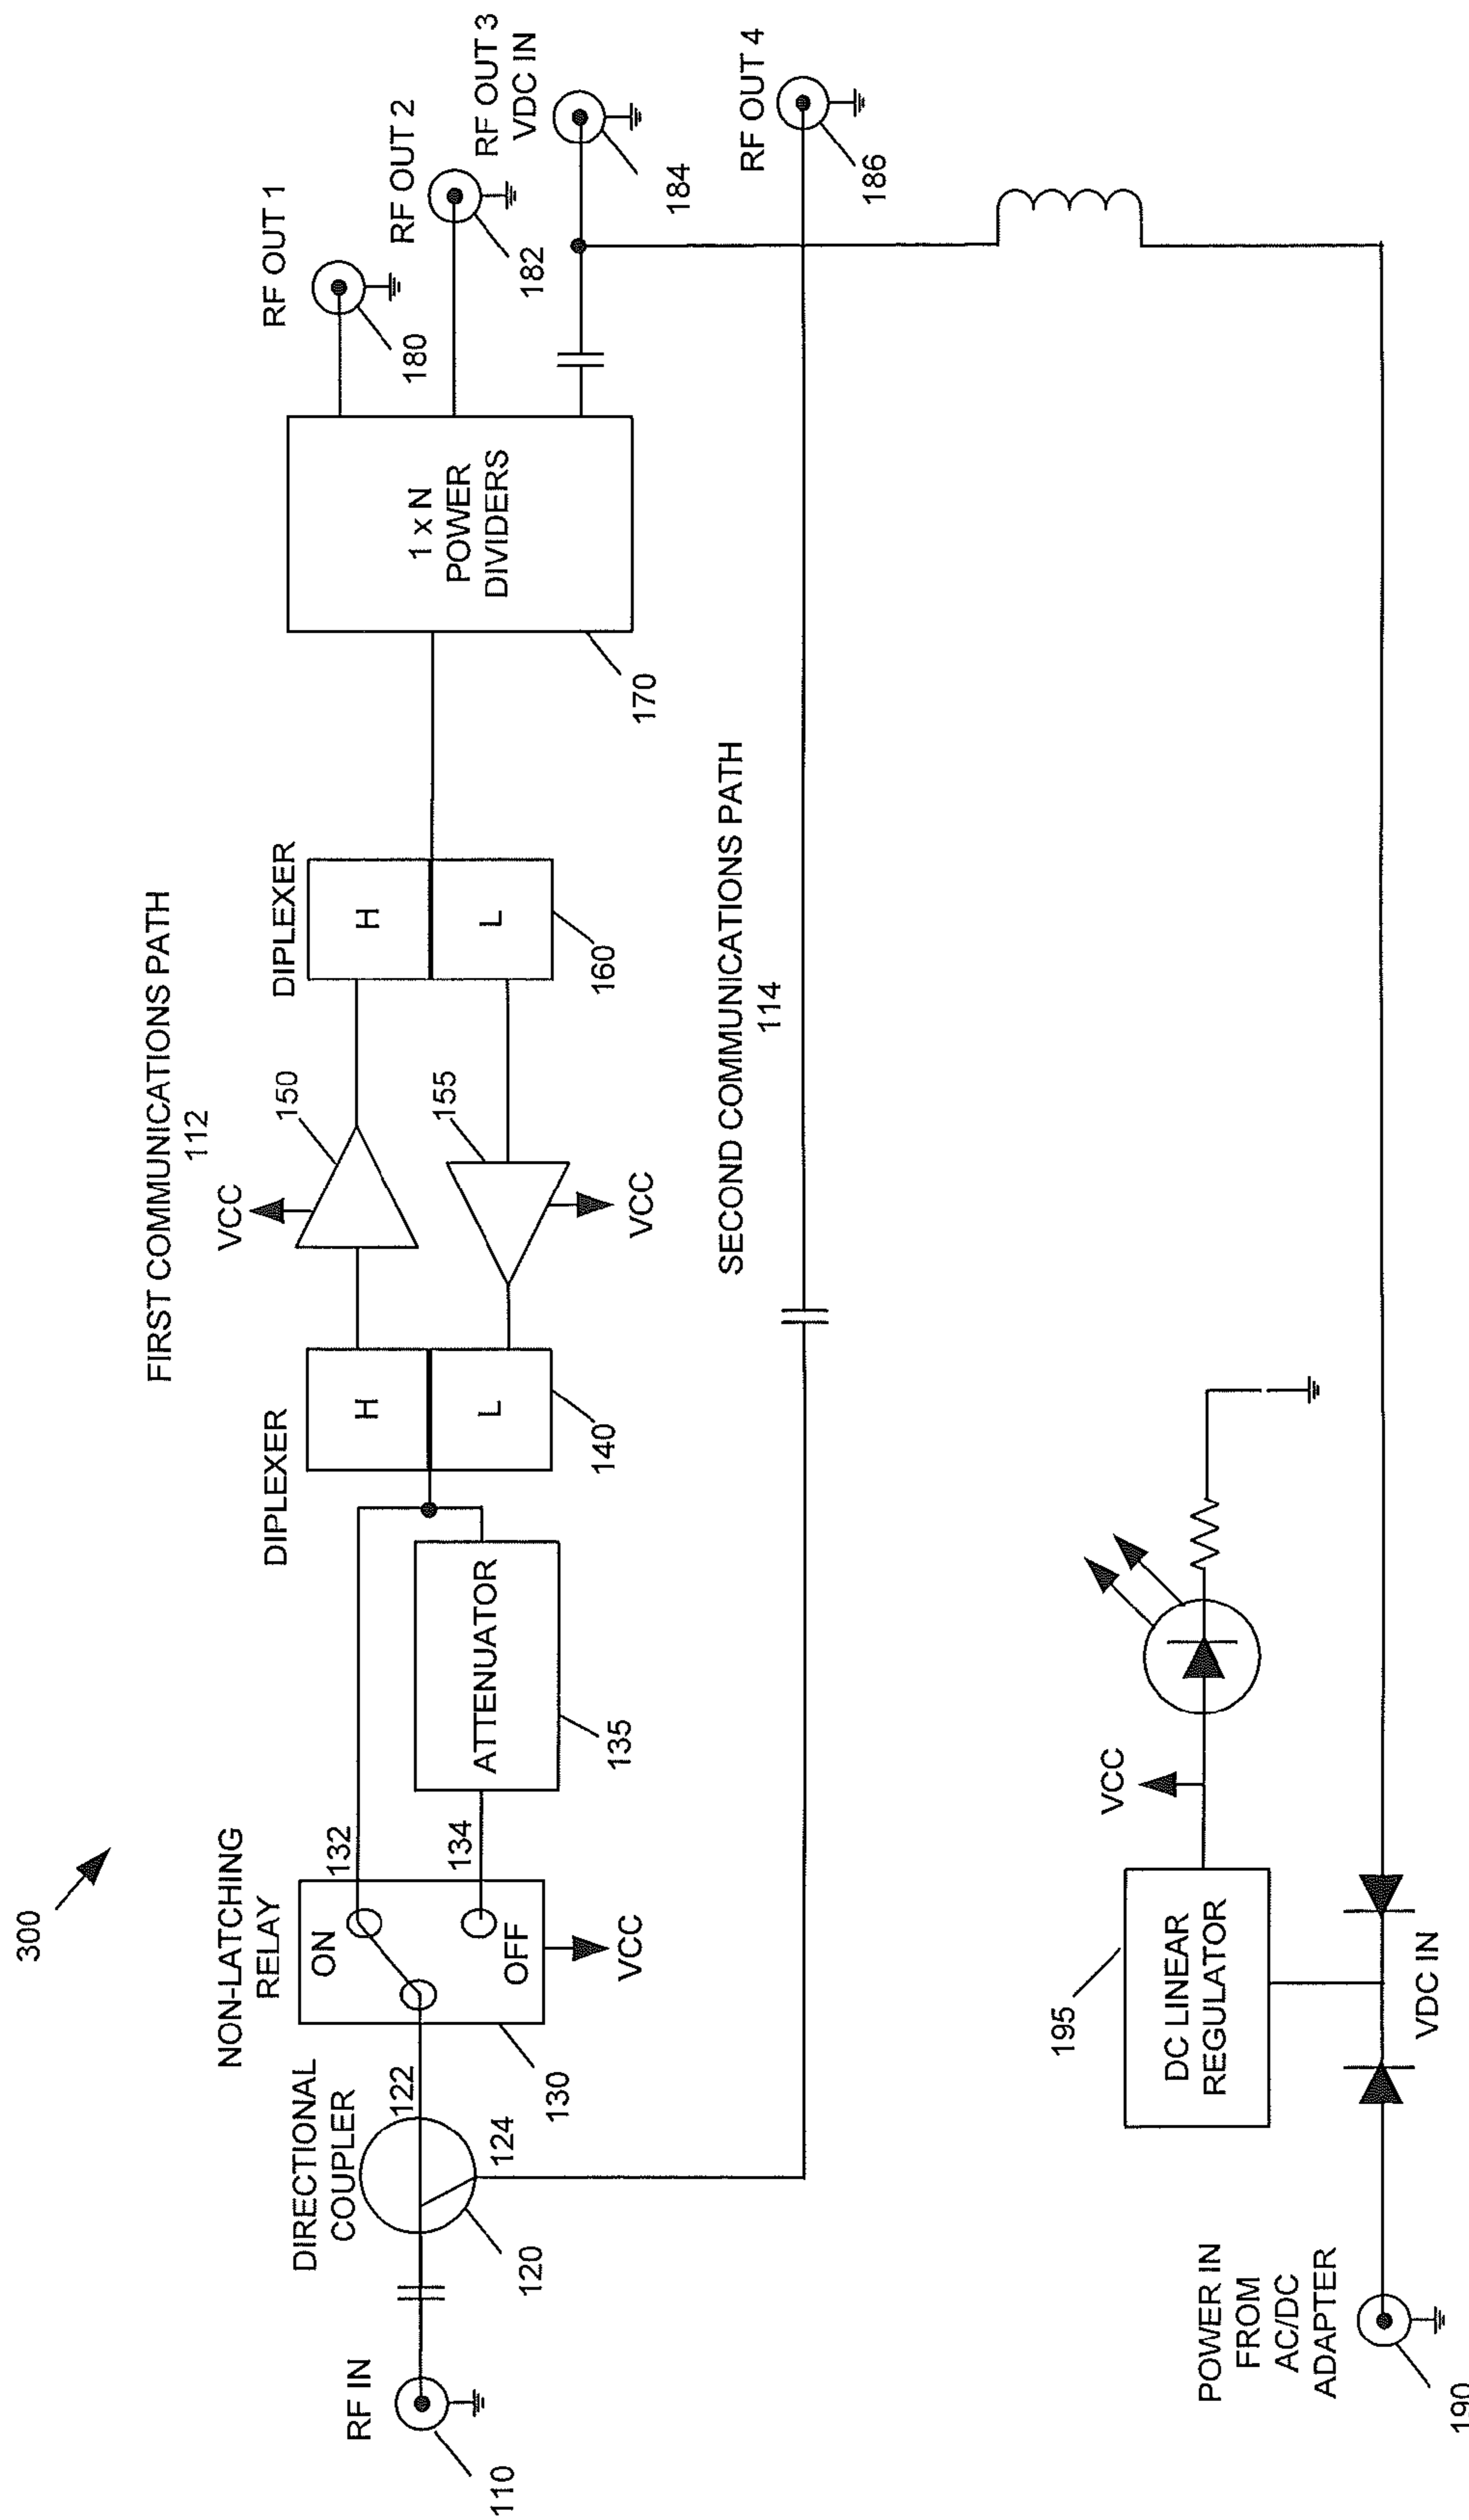 300
FIRST COMMUNICATIONS PATH
112
RF IN
110
DIRECTIONAL
COUPLER
120
122
124
NON-LATCHING
RELAY
ON
OFF
VCC
130
132
134
ATTENUATOR
135
DIPLEXER
H
L
140
VCC
150
155
VCC
DIPLEXER
H
L
160
1 x N
POWER
DIVIDERS
170
RF OUT 1
180
RF OUT 2
182
RF OUT 3
VDC IN
184
RF OUT 4
186
SECOND COMMUNICATIONS PATH
114
POWER IN
FROM
AC/DC
ADAPTER
190
195
DC LINEAR
REGULATOR
VCC
VDC IN